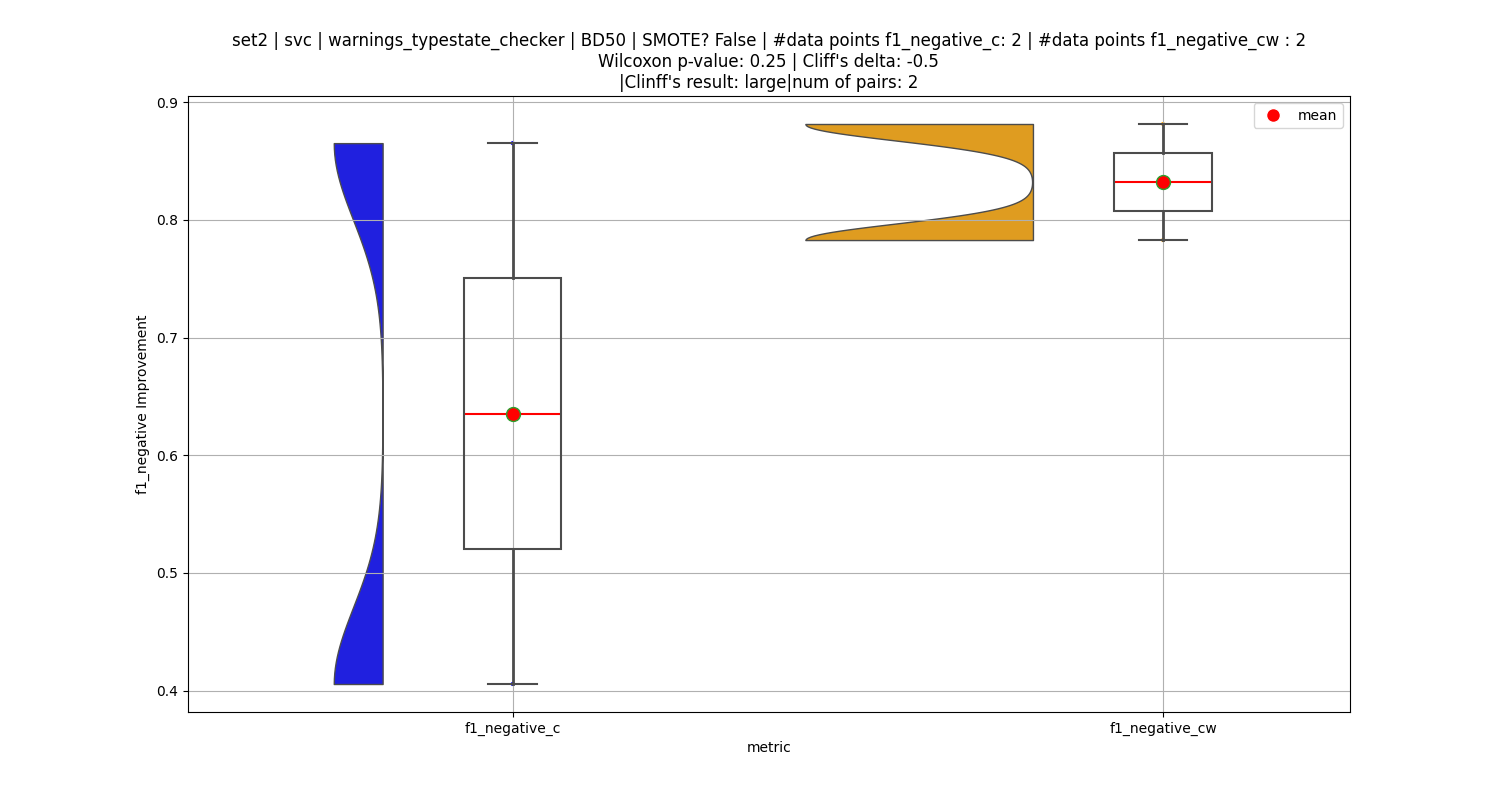 set2 | svc | warnings_typestate_checker | BD50 | SMOTE? False | #data points f1_negative_c: 2 | #data points f1_negative_cw : 2
Wilcoxon p-value: 0.25 | Cliff's delta: -0.5
|Clinff's result: large|num of pairs: 2
mean
0.9
0.8
0.7
0.6
0.5
0.4
f1_negative Improvement
f1_negative_c
f1_negative_cw
metric